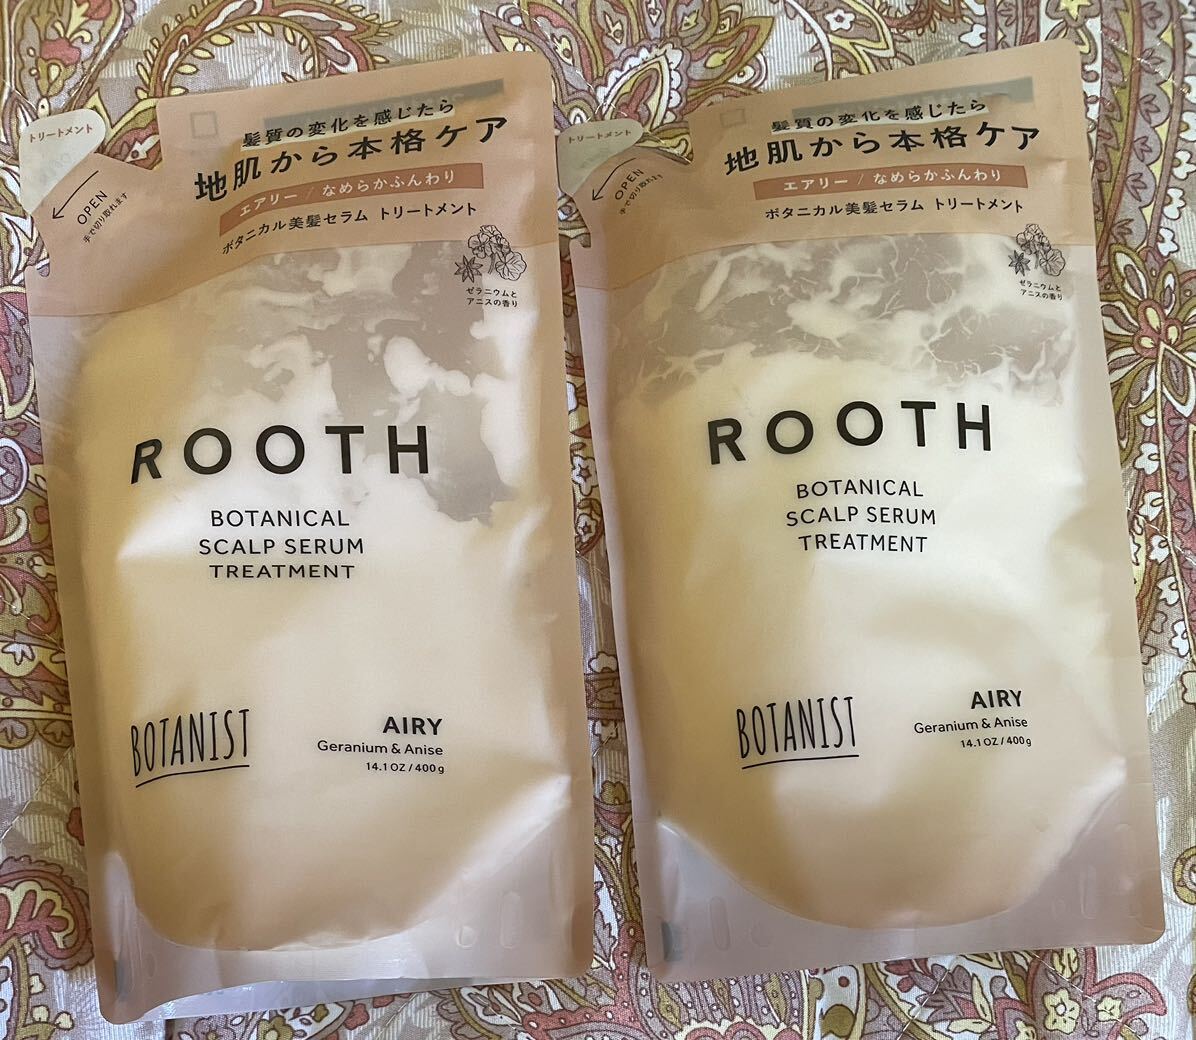 トリートメント
OPEN
手で切り取れます
髪質の変化を感じたら
地肌から本格ケア
エアリー / なめらかふんわり
ボタニカル美髪セラム トリートメント
ゼラニウムと
アニスの香り
ROOTH
BOTANICAL
SCALP SERUM
TREATMENT
BOTANIST
AIRY
Geranium & Anise
14.1 OZ / 400g
トリートメント
OPEN
手で切り取れます
髪質の変化を感じたら
地肌から本格ケア
エアリー / なめらかふんわり
ボタニカル美髪セラム トリートメント
ゼラニウムと
アニスの香り
ROOTH
BOTANICAL
SCALP SERUM
TREATMENT
BOTANIST
AIRY
Geranium & Anise
14.1 OZ / 400g